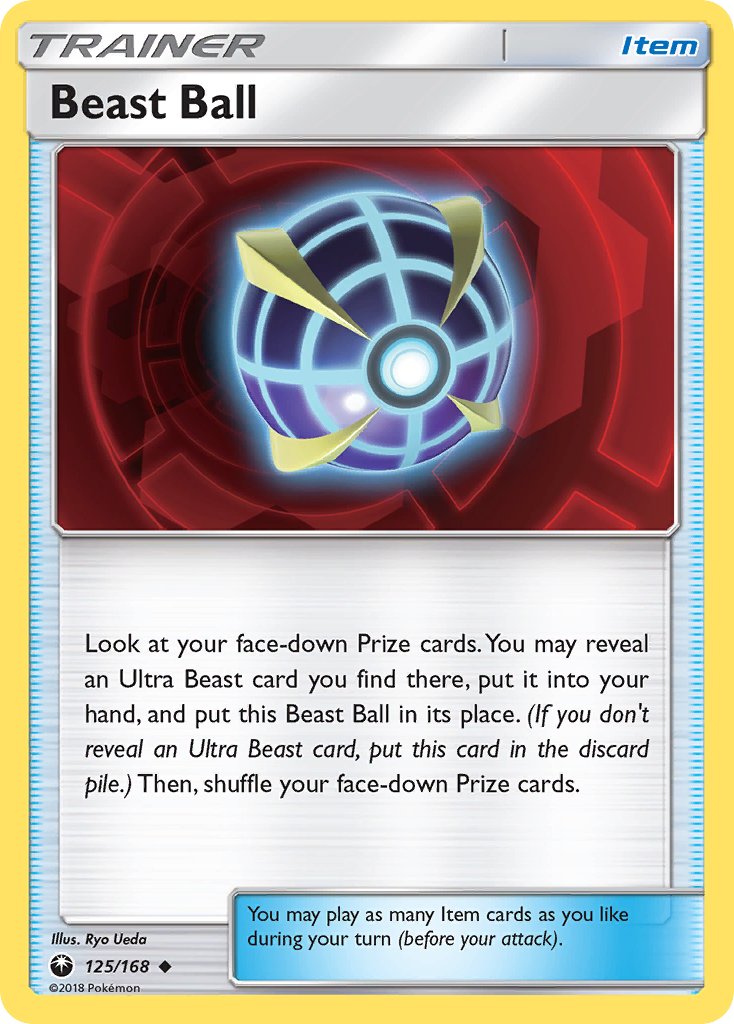 TRAINER
Item
Beast Ball
Look at your face-down Prize cards. You may reveal
an Ultra Beast card you find there, put it into your
hand, and put this Beast Ball in its place. (If you don't
reveal an Ultra Beast card, put this card in the discard
pile.) Then, shuffle your face-down Prize cards.
You may play as many Item cards as you like
during your turn (before your attack).
Illus. Ryo Ueda
125/168
©2018 Pokémon